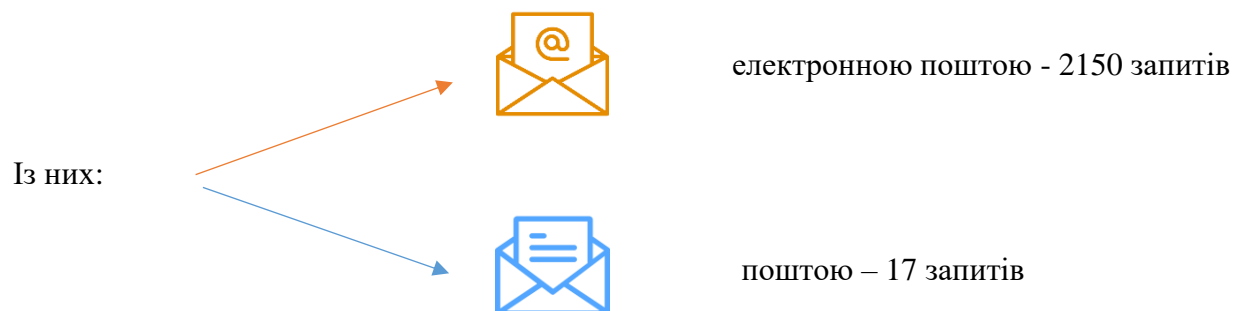 електронною поштою - 2150 запитів
Із них:
поштою – 17 запитів